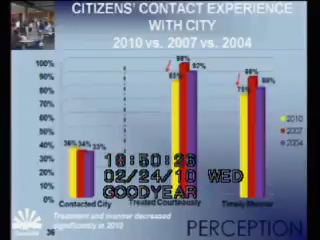 CITIZENS' CONTACT EXPERIENCE
WITH CITY
2010 vs. 2007 vs. 2004
100%
90%
80%
70%
60%
50%
40%
30%
20%
10%
0%
36% 34% 33%
98% 97%
2010
2007
2004
18:50:26
02/24/10 WED
GOODYEAR
Contacted City
Treated Courteously
Timely Manner
Treatment and manner decreased
significantly in 2010
36
PERCEPTION